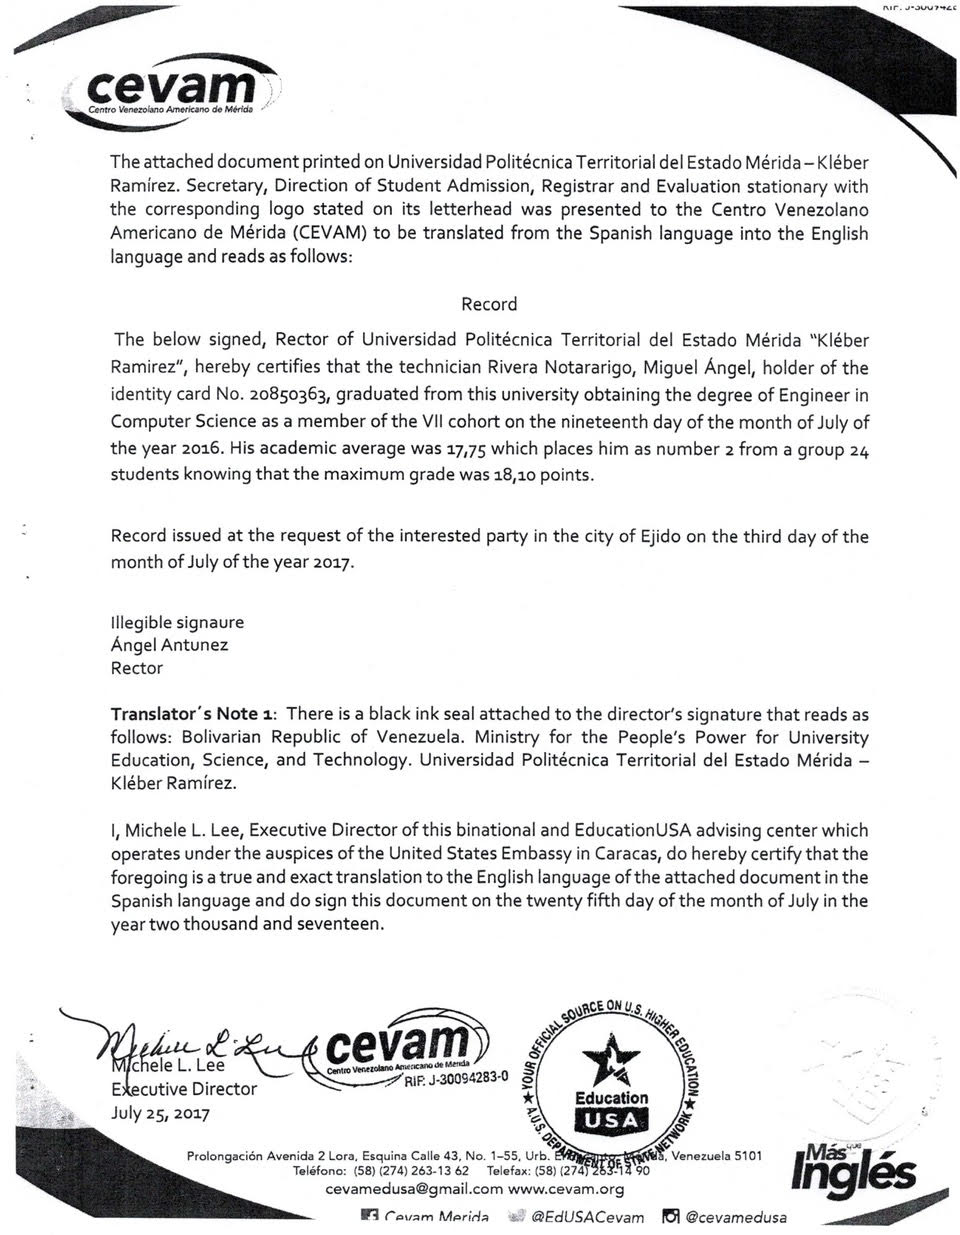 cevam
Centro Venezolano Americano de Mérida
The attached document printed on Universidad Politécnica Territorial del Estado Mérida – Kléber
Ramírez. Secretary, Direction of Student Admission, Registrar and Evaluation stationary with
the corresponding logo stated on its letterhead was presented to the Centro Venezolano
Americano de Mérida (CEVAM) to be translated from the Spanish language into the English
language and reads as follows:
Record
The below signed, Rector of Universidad Politécnica Territorial del Estado Mérida "Kléber
Ramirez", hereby certifies that the technician Rivera Notararigo, Miguel Ángel, holder of the
identity card No. 20850363, graduated from this university obtaining the degree of Engineer in
Computer Science as a member of the VII cohort on the nineteenth day of the month of July of
the year 2016. His academic average was 17,75 which places him as number 2 from a group 24
students knowing that the maximum grade was 18,10 points.
Record issued at the request of the interested party in the city of Ejido on the third day of the
month of July of the year 2017.
Illegible signaure
Ángel Antunez
Rector
Translator´s Note 1: There is a black ink seal attached to the director's signature that reads as
follows: Bolivarian Republic of Venezuela. Ministry for the People's Power for University
Education, Science, and Technology. Universidad Politécnica Territorial del Estado Mérida –
Kléber Ramírez.
I, Michele L. Lee, Executive Director of this binational and EducationUSA advising center which
operates under the auspices of the United States Embassy in Caracas, do hereby certify that the
foregoing is a true and exact translation to the English language of the attached document in the
Spanish language and do sign this document on the twenty fifth day of the month of July in the
year two thousand and seventeen.
Michele L. Lee
Michele L. Lee
Executive Director
July 25, 2017
cevam
Centro Venezolano Americano de Merida
RIF: J-30094283-0
YOUR OFFICIAL SOURCE ON U.S. HIGHER EDUCATION
Education
USA
A U.S. DEPARTMENT OF STATE NETWORK
Prolongación Avenida 2 Lora, Esquina Calle 43, No. 1–55, Urb. Venezuela 5101
Teléfono: (58) (274) 263-13 62 Telefax: (58) (274) 263-14 90
cevamedusa@gmail.com www.cevam.org
Cevam Merida @EdUSACevam @cevamedusa
Más que
Inglés